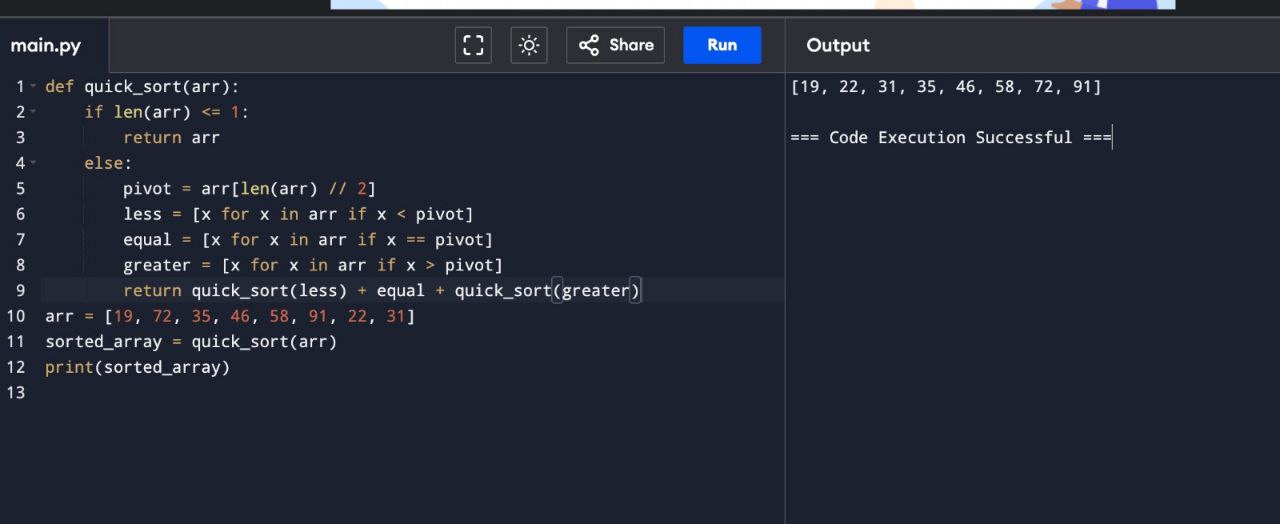 main.py
Share
Run
Output
1 def quick_sort(arr):
2     if len(arr) <= 1:
3         return arr
4     else:
5         pivot = arr[len(arr) // 2]
6         less = [x for x in arr if x < pivot]
7         equal = [x for x in arr if x == pivot]
8         greater = [x for x in arr if x > pivot]
9         return quick_sort(less) + equal + quick_sort(greater)
10 arr = [19, 72, 35, 46, 58, 91, 22, 31]
11 sorted_array = quick_sort(arr)
12 print(sorted_array)
13
[19, 22, 31, 35, 46, 58, 72, 91]
=== Code Execution Successful ===